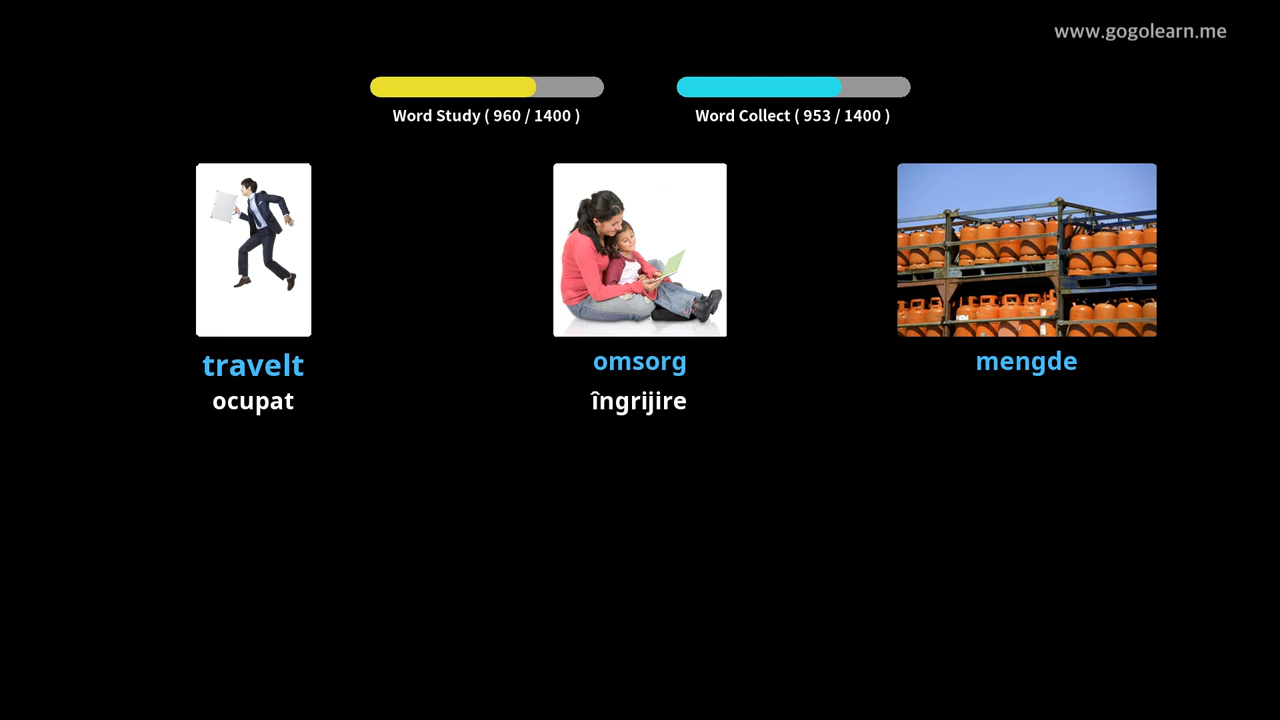 www.gogolearn.me
Word Study ( 960 / 1400 )
Word Collect ( 953 / 1400 )
travelt
omsorg
mengde
ocupat
îngrijire